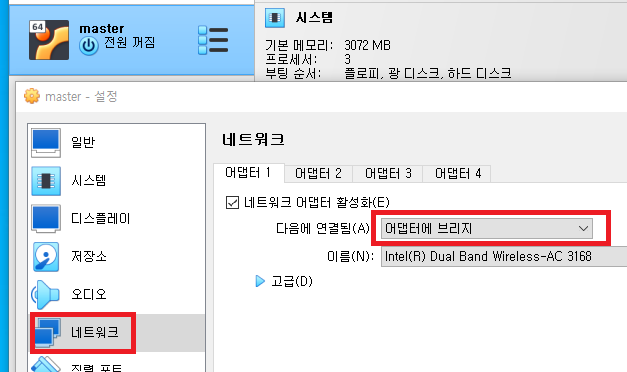 64
master
전원 꺼짐
시스템
기본 메모리: 3072 MB
프로세서: 3
부팅 순서: 플로피, 광 디스크, 하드 디스크
master - 설정
일반
시스템
디스플레이
저장소
오디오
네트워크
직렬 포트
네트워크
어댑터 1 어댑터 2 어댑터 3 어댑터 4
네트워크 어댑터 활성화(E)
다음에 연결됨(A): 어댑터에 브리지
이름(N): Intel(R) Dual Band Wireless-AC 3168
고급(D)